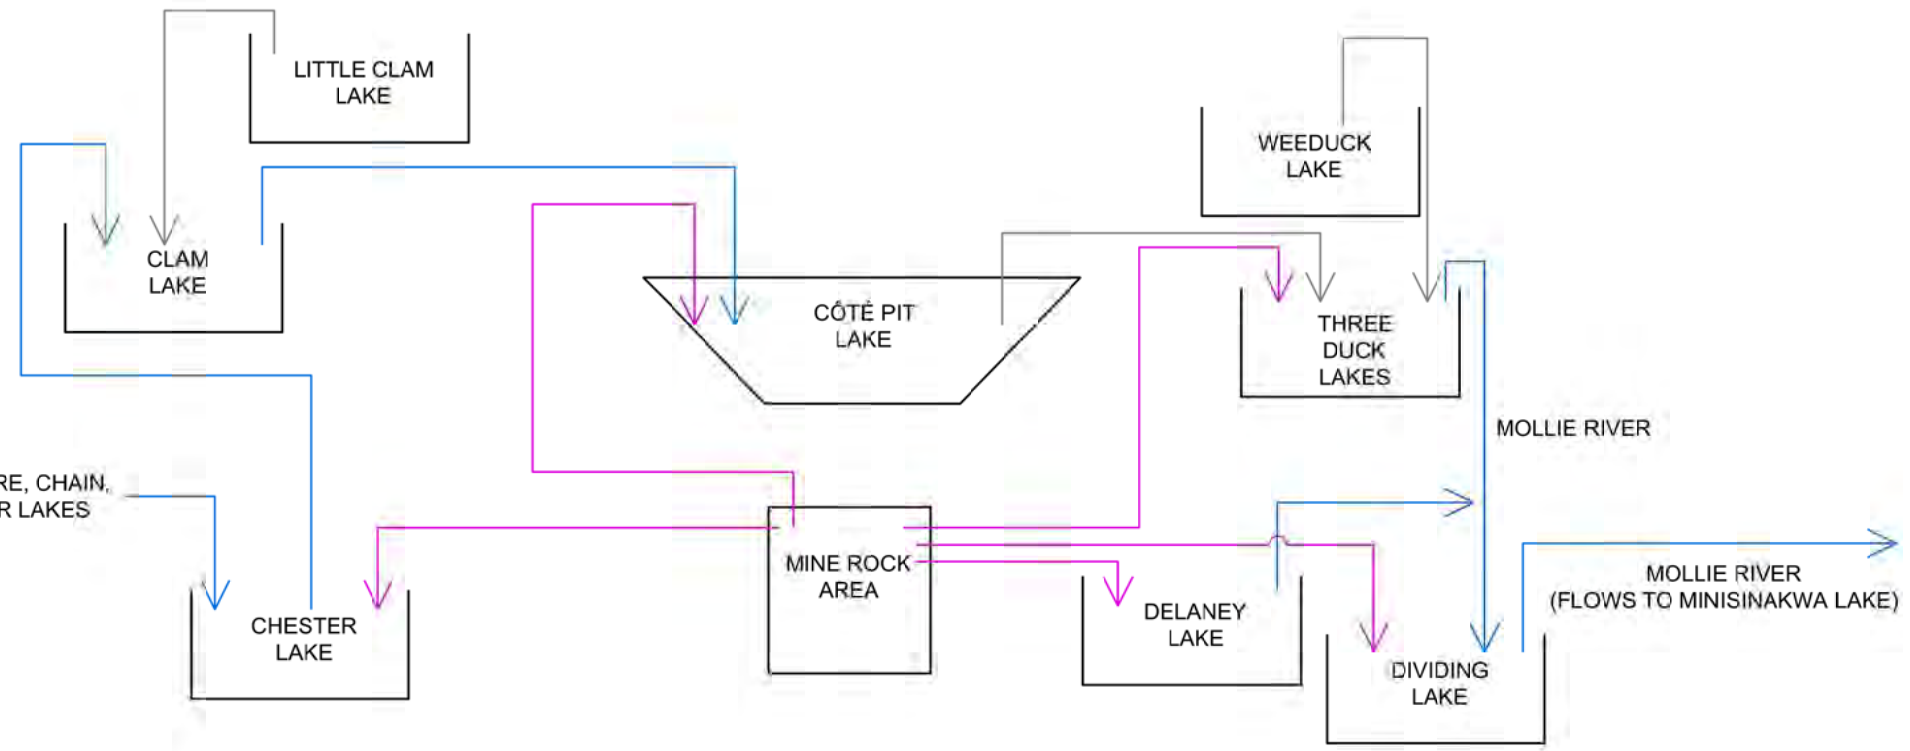 LITTLE CLAM
LAKE
WEEDUCK
LAKE
CLAM
LAKE
CÔTÉ PIT
LAKE
THREE
DUCK
LAKES
MOLLIE RIVER
RE, CHAIN,
R LAKES
MINE ROCK
AREA
MOLLIE RIVER
(FLOWS TO MINISINAKWA LAKE)
DELANEY
LAKE
CHESTER
LAKE
DIVIDING
LAKE